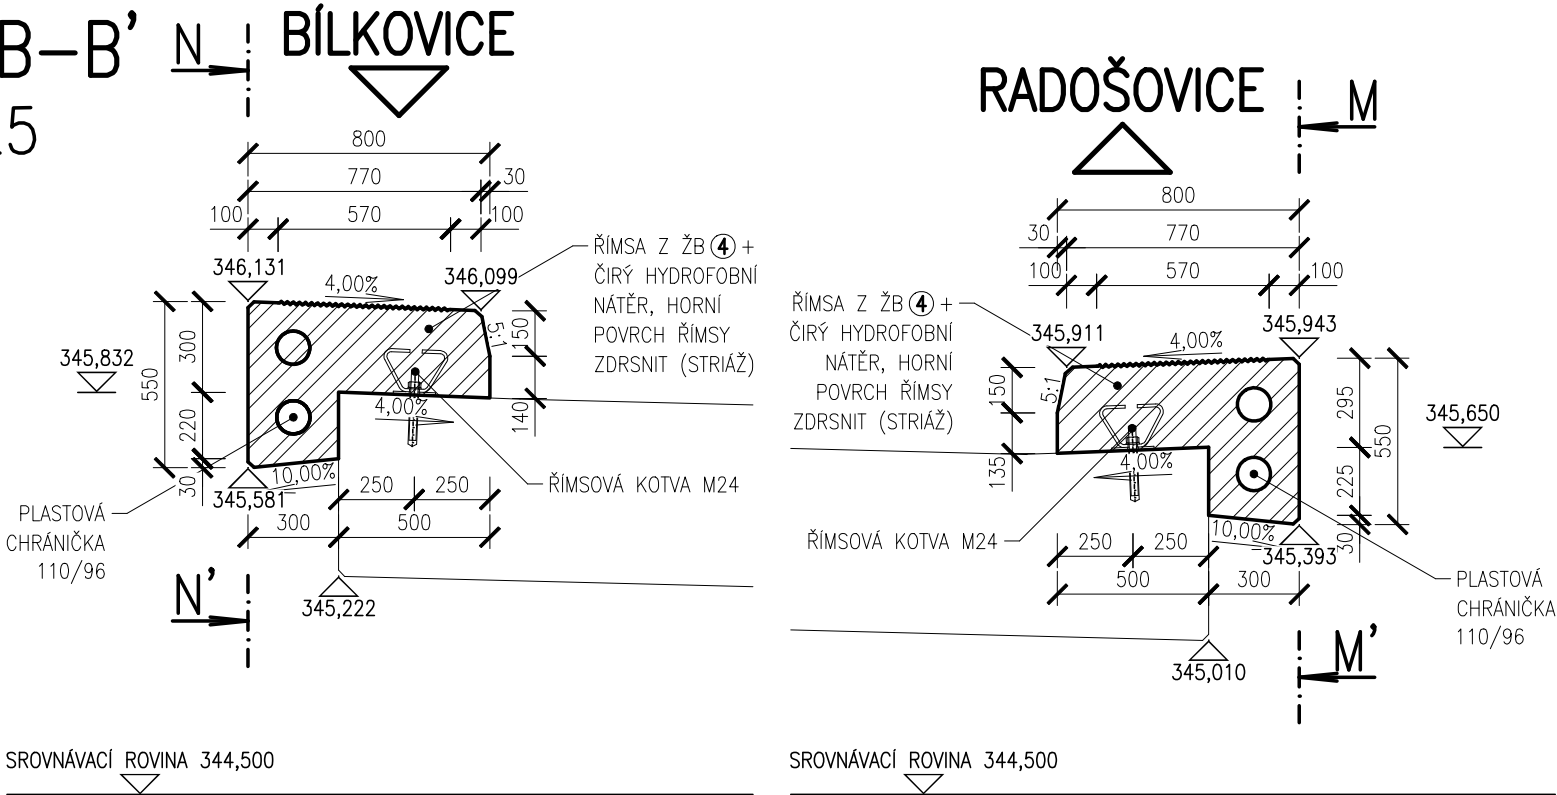 B-B'
N
BÍLKOVICE
5
800
770
30
100
570
100
346,131
346,099
4,00%
ŘÍMSA Z ŽB 4 +
ČIRÝ HYDROFOBNÍ
NÁTĚR, HORNÍ
POVRCH ŘÍMSY
ZDRSNIT (STRIÁŽ)
5:1
150
140
300
550
220
30
345,832
4,00%
10,00%
345,581
250
250
300
500
ŘÍMSOVÁ KOTVA M24
PLASTOVÁ
CHRÁNIČKA
110/96
N'
345,222
SROVNÁVACÍ ROVINA 344,500
RADOŠOVICE
M
800
30
770
100
570
100
ŘÍMSA Z ŽB 4 +
ČIRÝ HYDROFOBNÍ
NÁTĚR, HORNÍ
POVRCH ŘÍMSY
ZDRSNIT (STRIÁŽ)
345,911
345,943
4,00%
5:1
150
135
295
550
225
30
345,650
4,00%
10,00%
345,393
250
250
500
300
ŘÍMSOVÁ KOTVA M24
PLASTOVÁ
CHRÁNIČKA
110/96
M'
345,010
SROVNÁVACÍ ROVINA 344,500